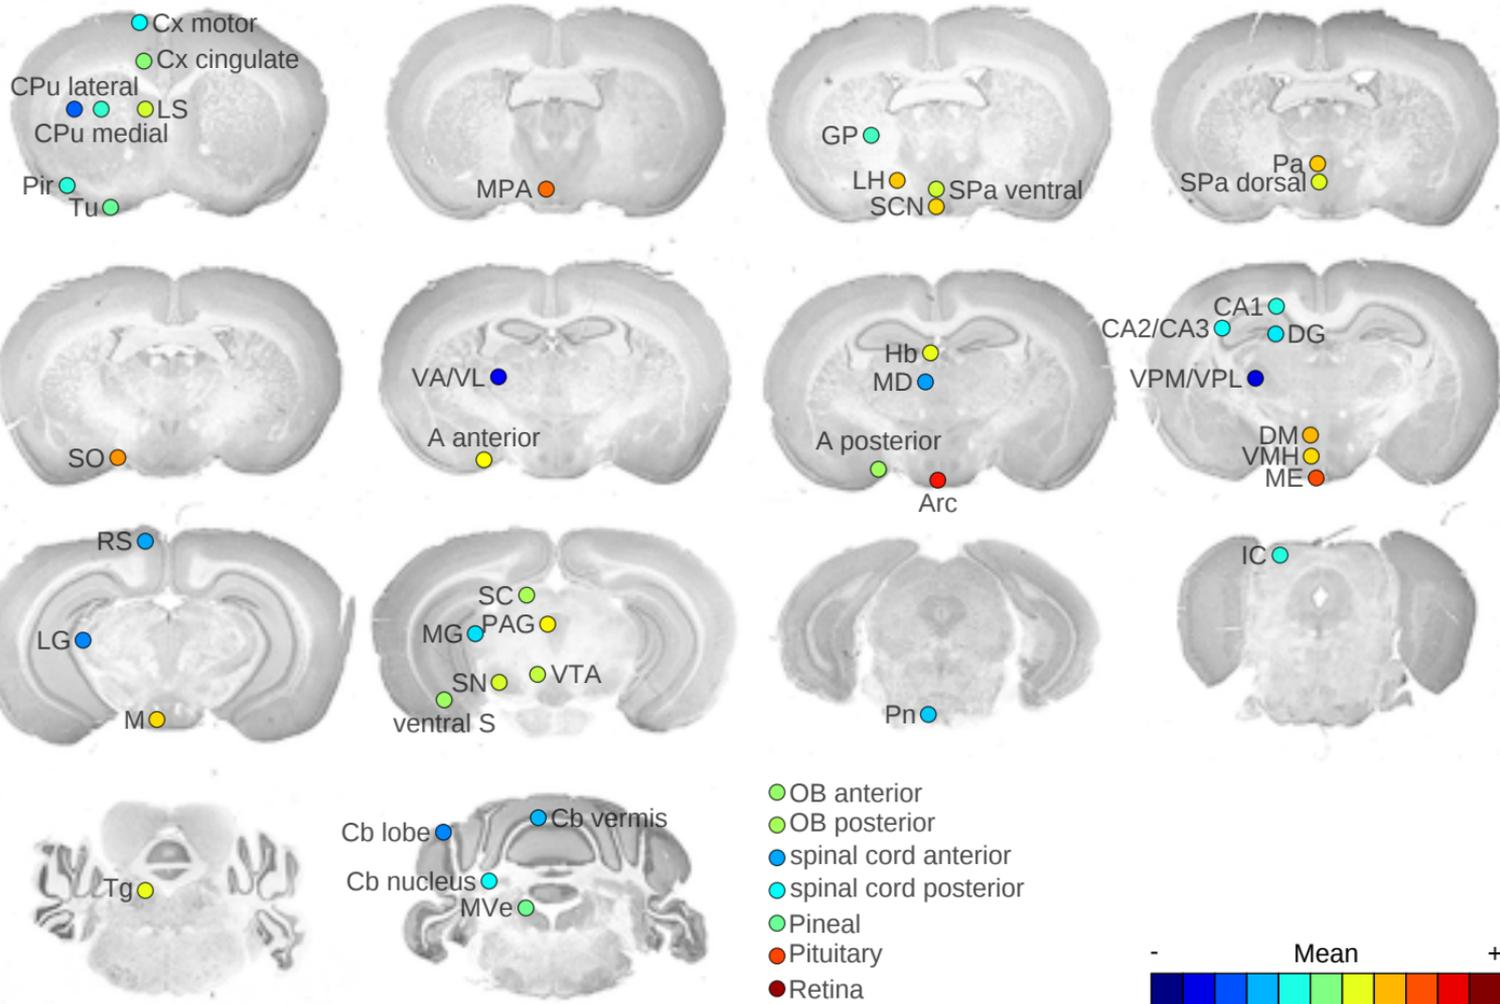 Cx motor
Cx cingulate
CPu lateral
LS
CPu medial
Pir
Tu
MPA
GP
LH
SPa ventral
SCN
Pa
SPa dorsal
SO
VA/VL
A anterior
Hb
MD
A posterior
Arc
CA1
CA2/CA3
DG
VPM/VPL
DM
VMH
ME
RS
LG
M
SC
PAG
MG
VTA
SN
ventral S
Pn
IC
Tg
Cb lobe
Cb vermis
Cb nucleus
MVe
OB anterior
OB posterior
spinal cord anterior
spinal cord posterior
Pineal
Pituitary
Retina
- Mean +